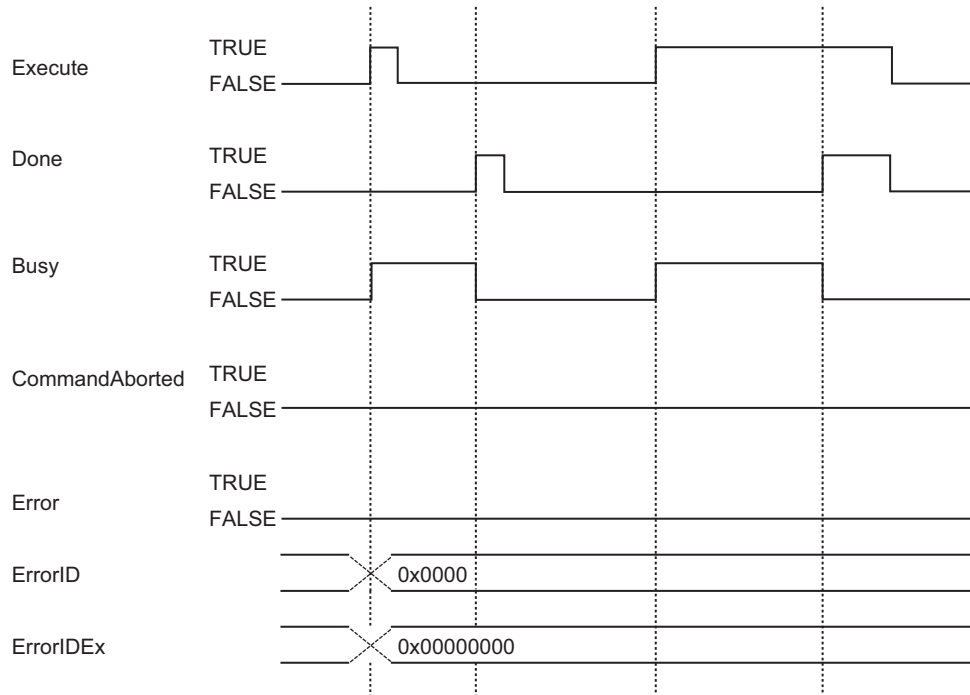 Execute
TRUE
FALSE
Done
TRUE
FALSE
Busy
TRUE
FALSE
CommandAborted
TRUE
FALSE
Error
TRUE
FALSE
ErrorID
0x0000
ErrorIDEx
0x00000000